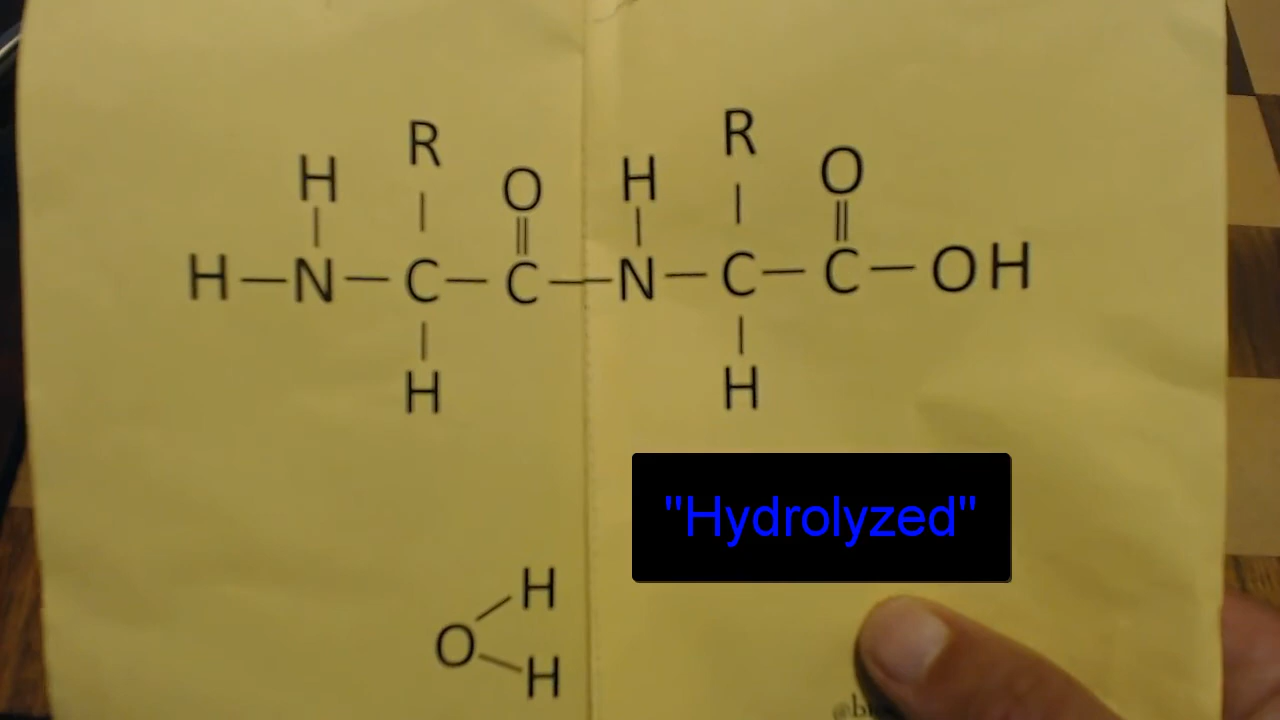 R R
H O H O
H—N—C—C—N—C—C—OH
H H
"Hydrolyzed"
H
O
H